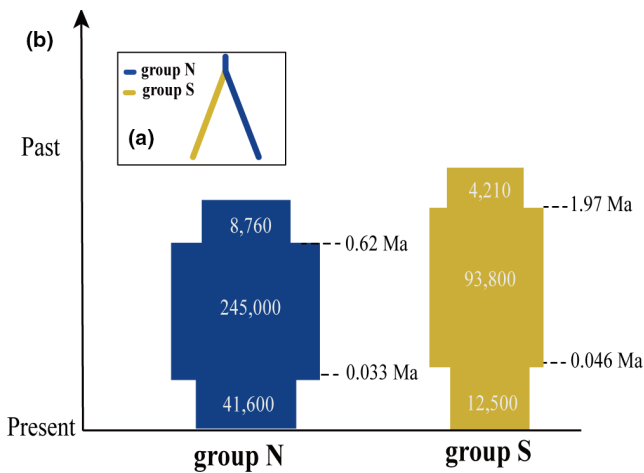 (b)
group N
group S
(a)
Past
4,210
1.97 Ma
8,760
0.62 Ma
93,800
245,000
0.046 Ma
0.033 Ma
41,600
12,500
Present
group N
group S